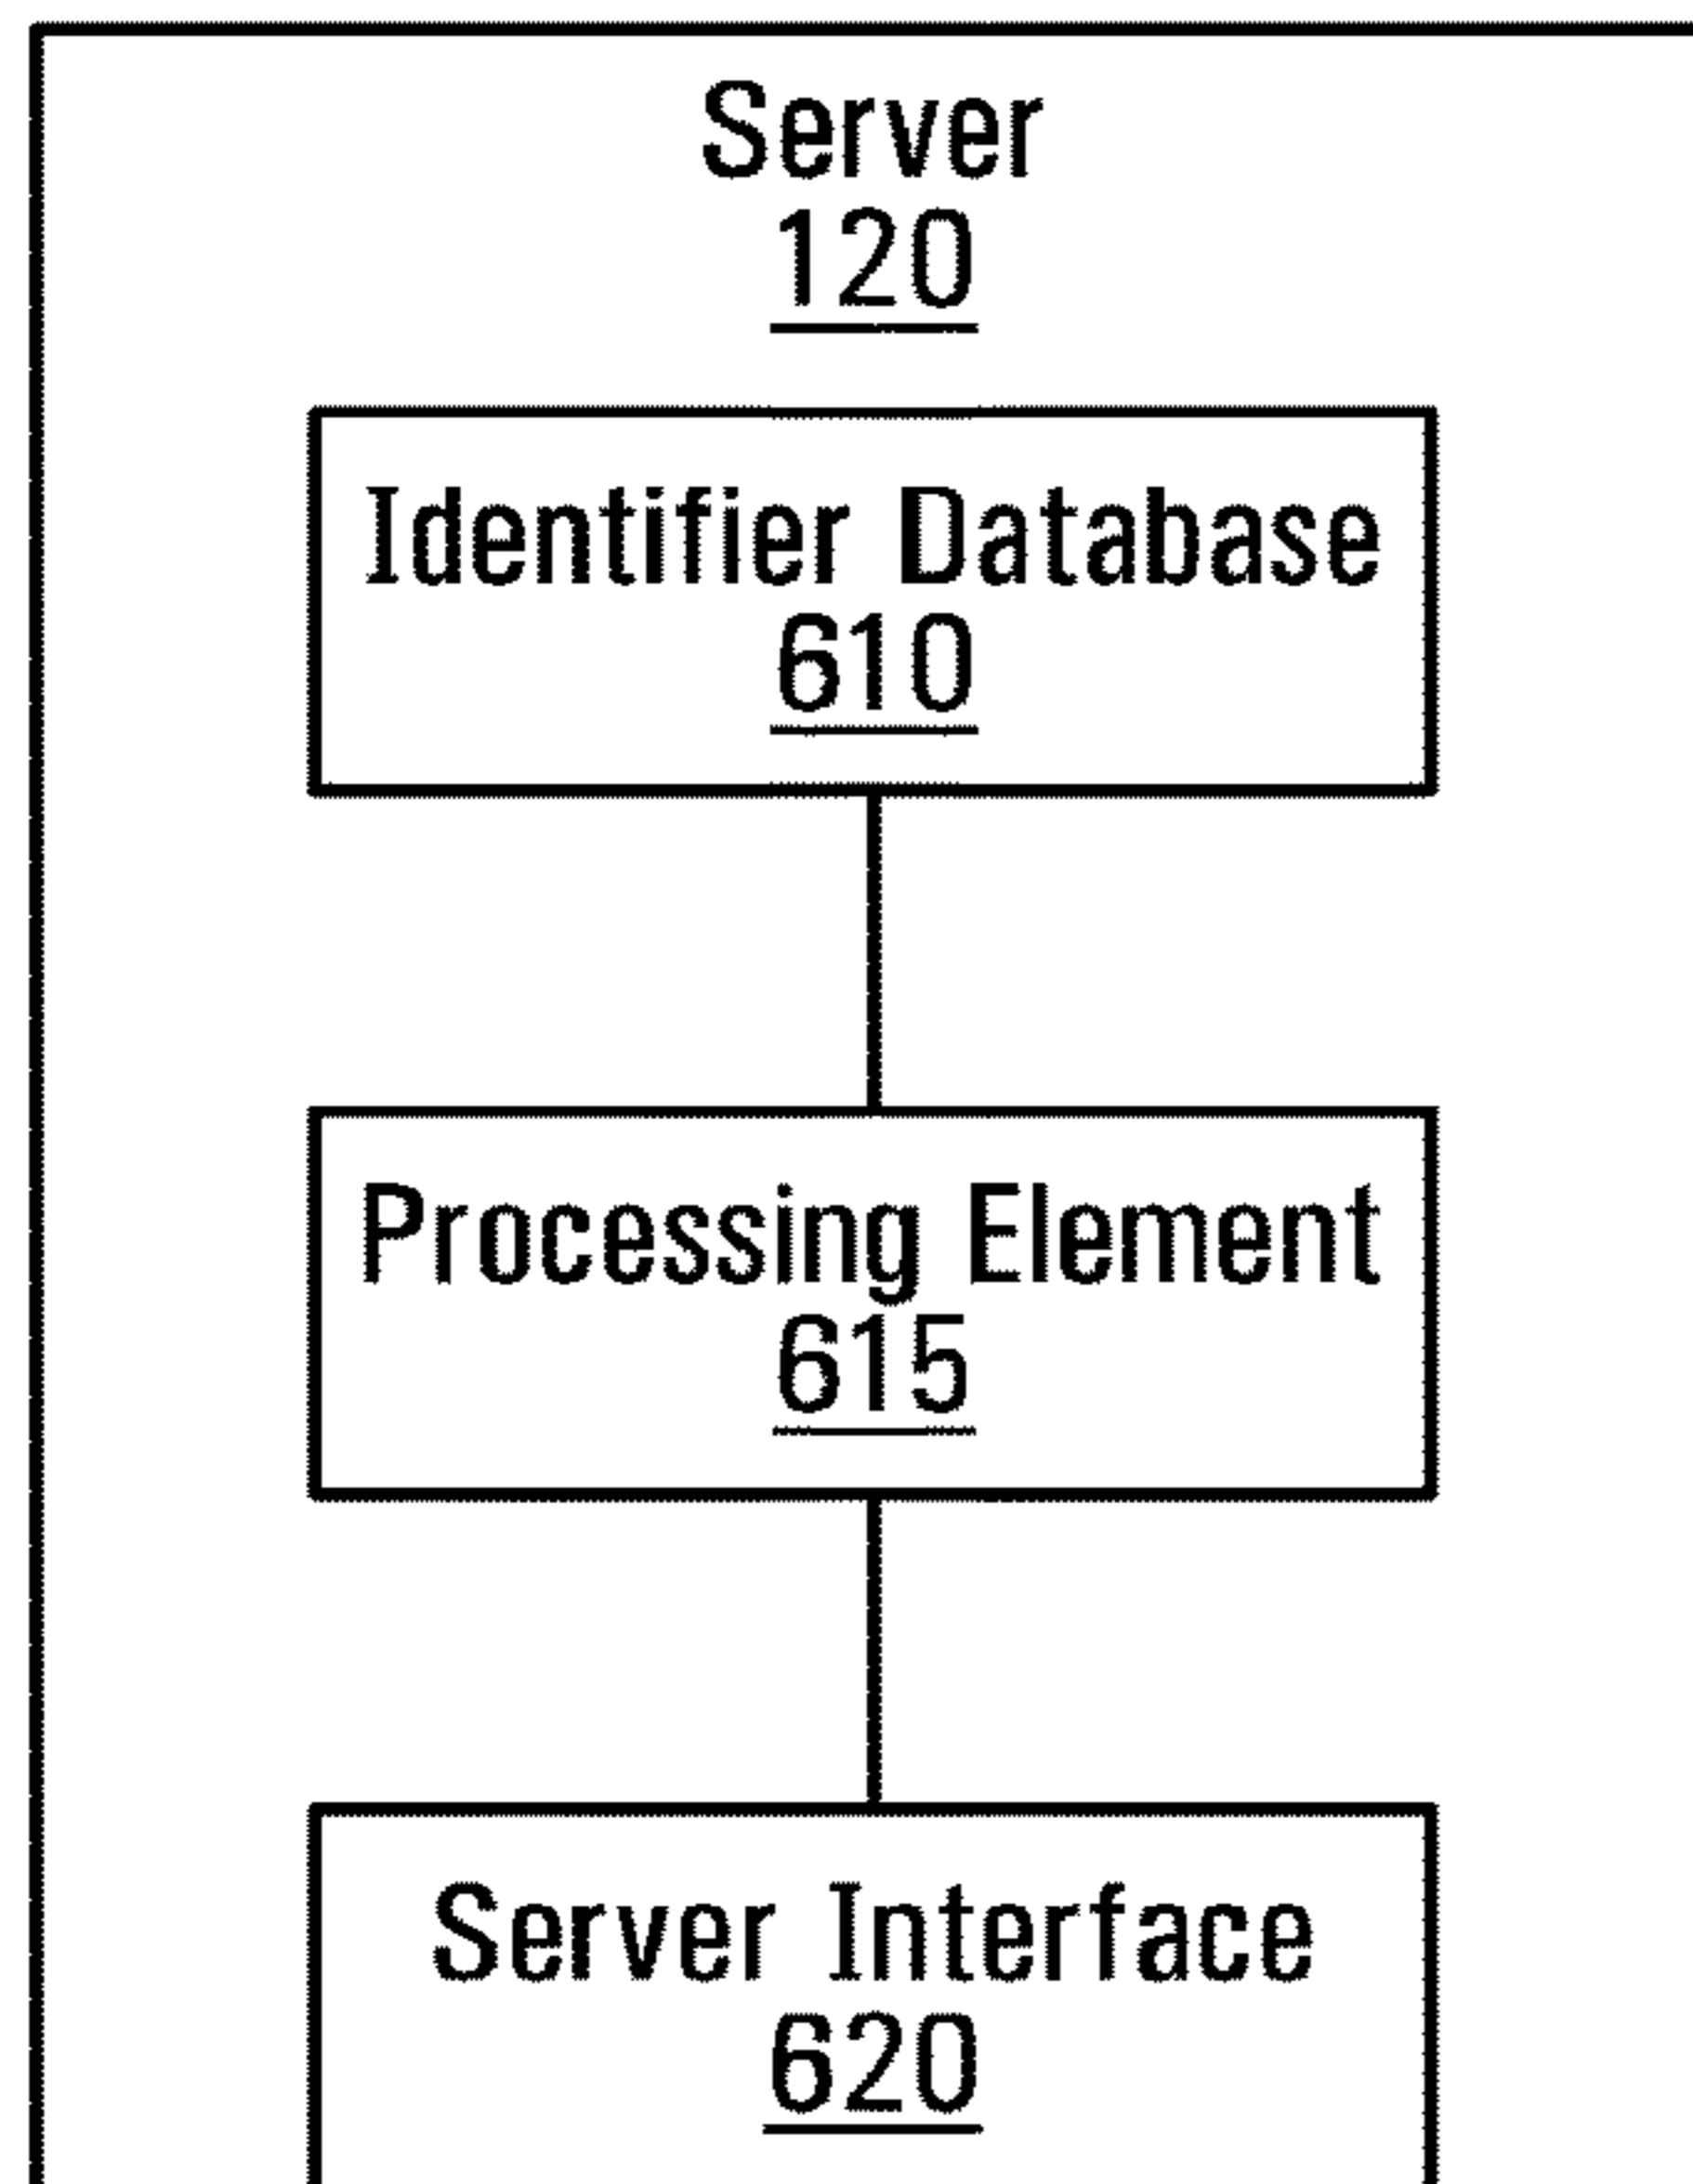 Server
120
Identifier Database
610
Processing Element
615
Server Interface
620